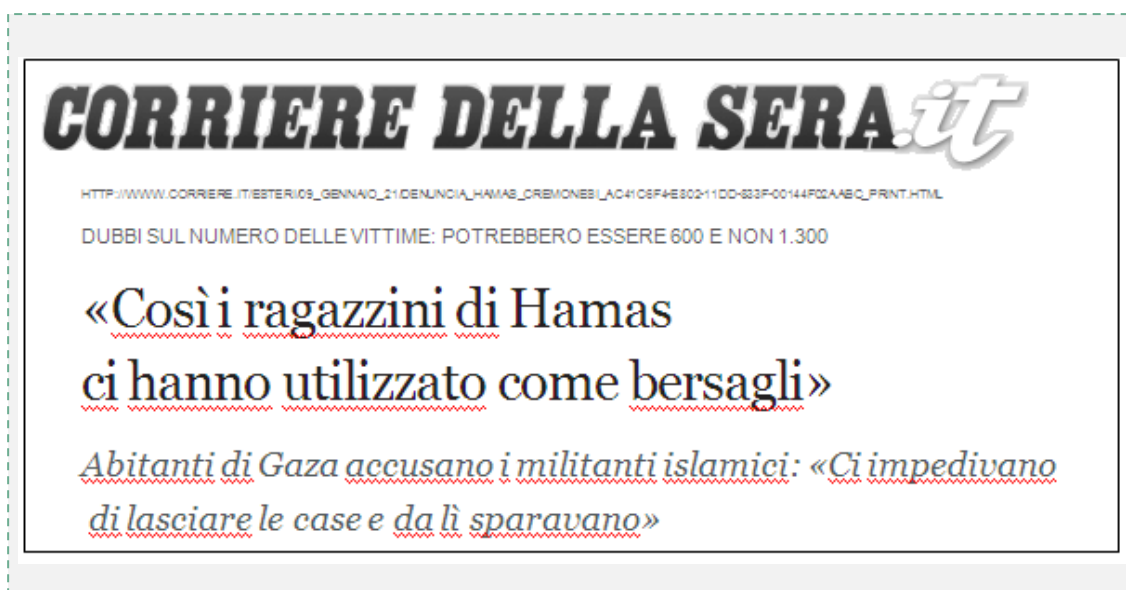 CORRIERE DELLA SERA.it
HTTP://WWW.CORRIERE.IT/ESTERI/09_GENNAIO_21/DENUNCIA_HAMAS_CREMONESI_AC41C6F4-E802-11DD-833F-00144F02AABC_PRINT.HTML
DUBBI SUL NUMERO DELLE VITTIME: POTREBBERO ESSERE 600 E NON 1.300
«Così i ragazzini di Hamas
ci hanno utilizzato come bersagli»
Abitanti di Gaza accusano i militanti islamici: «Ci impedivano
di lasciare le case e da lì sparavano»